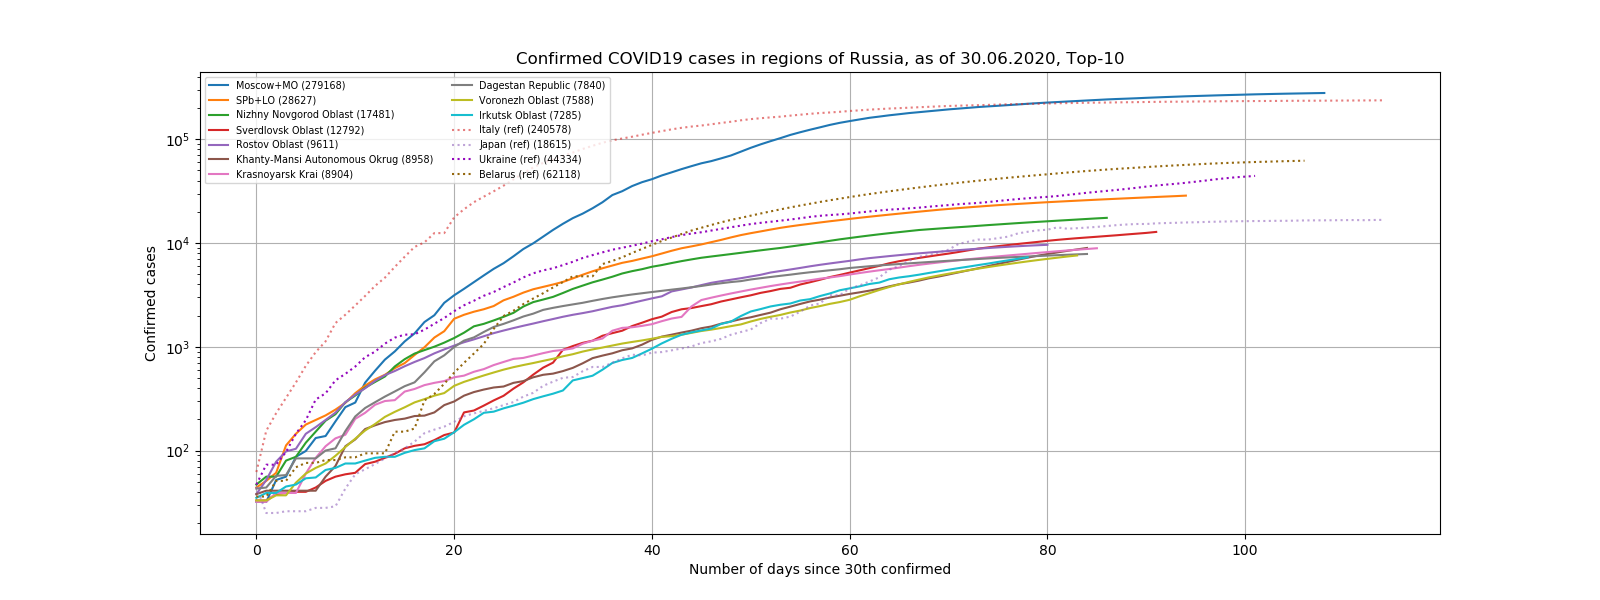 Confirmed COVID19 cases in regions of Russia, as of 30.06.2020, Top-10
Moscow+MO (279168)
SPb+LO (28627)
Nizhny Novgorod Oblast (17481)
Sverdlovsk Oblast (12792)
Rostov Oblast (9611)
Khanty-Mansi Autonomous Okrug (8958)
Krasnoyarsk Krai (8904)
Dagestan Republic (7840)
Voronezh Oblast (7588)
Irkutsk Oblast (7285)
Italy (ref) (240578)
Japan (ref) (18615)
Ukraine (ref) (44334)
Belarus (ref) (62118)
Confirmed cases
10^5
10^4
10^3
10^2
0 20 40 60 80 100
Number of days since 30th confirmed